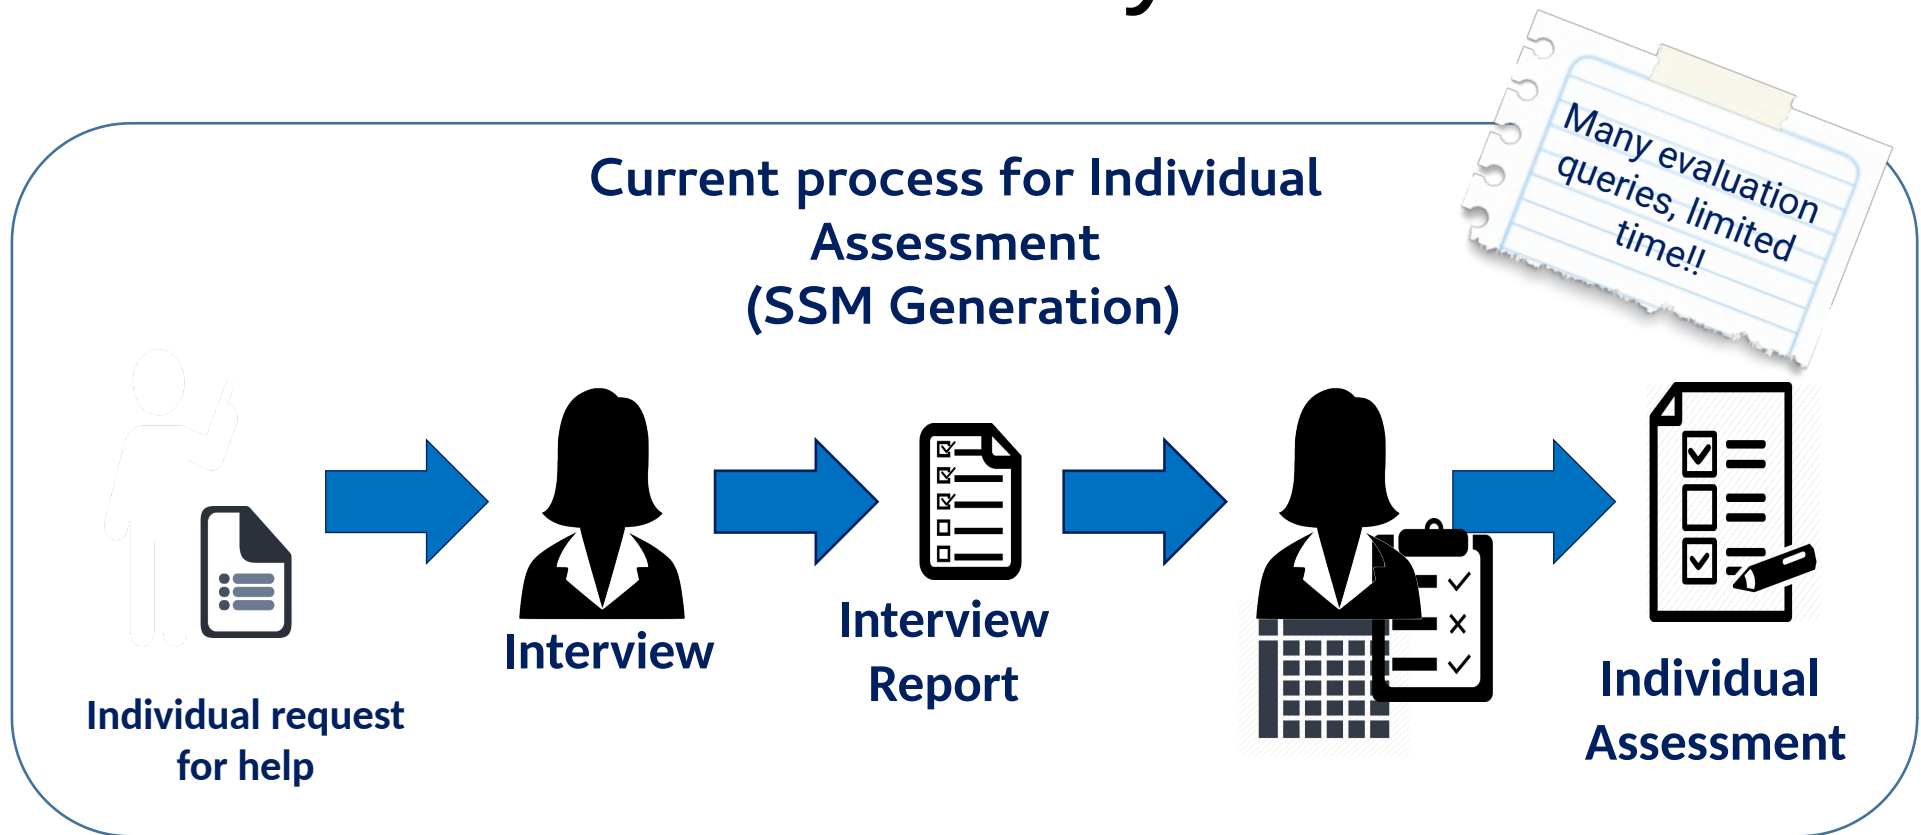 Current process for Individual
Assessment
(SSM Generation)
Many evaluation
queries, limited
time!!
Individual request
for help
Interview
Interview
Report
Individual
Assessment